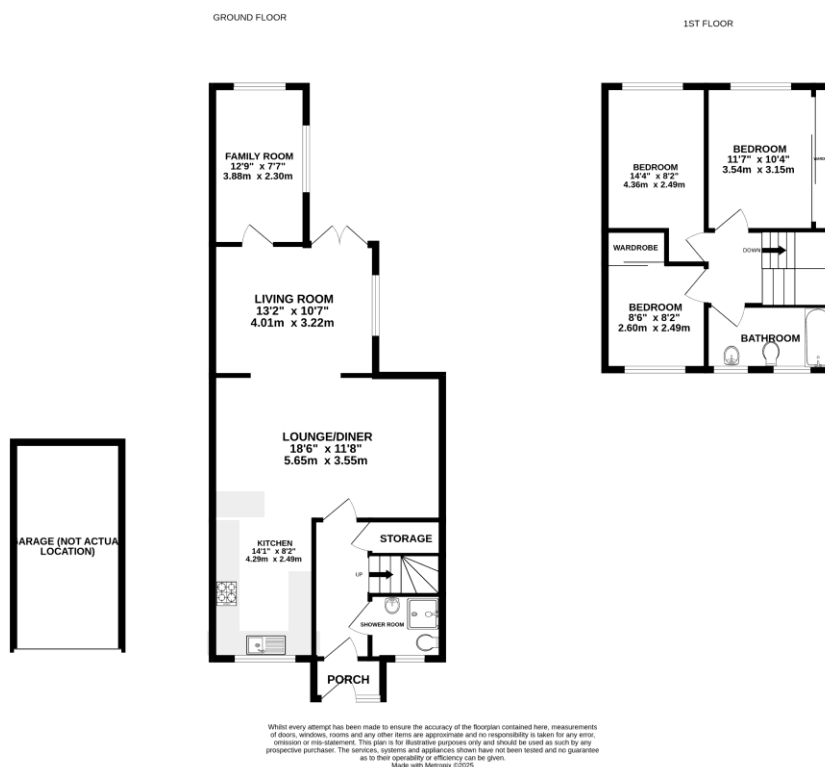 GROUND FLOOR
1ST FLOOR
FAMILY ROOM
12'9" x 7'7"
3.88m x 2.30m
LIVING ROOM
13'2" x 10'7"
4.01m x 3.22m
LOUNGE/DINER
18'6" x 11'8"
5.65m x 3.55m
KITCHEN
14'1" x 8'2"
4.29m x 2.49m
STORAGE
UP
SHOWER ROOM
PORCH
ARAGE (NOT ACTUA
LOCATION)
BEDROOM
14'4" x 8'2"
4.36m x 2.49m
BEDROOM
11'7" x 10'4"
3.54m x 3.15m
WARDROBE
DOWN
BEDROOM
8'6" x 8'2"
2.60m x 2.49m
BATHROOM
Whilst every attempt has been made to ensure the accuracy of the floorplan contained here, measurements
of doors, windows, rooms and any other items are approximate and no responsibility is taken for any error,
omission or mis-statement. This plan is for illustrative purposes only and should be used as such by any
prospective purchaser. The services, systems and appliances shown have not been tested and no guarantee
as to their operability or efficiency can be given.
Made with Metropix ©2025